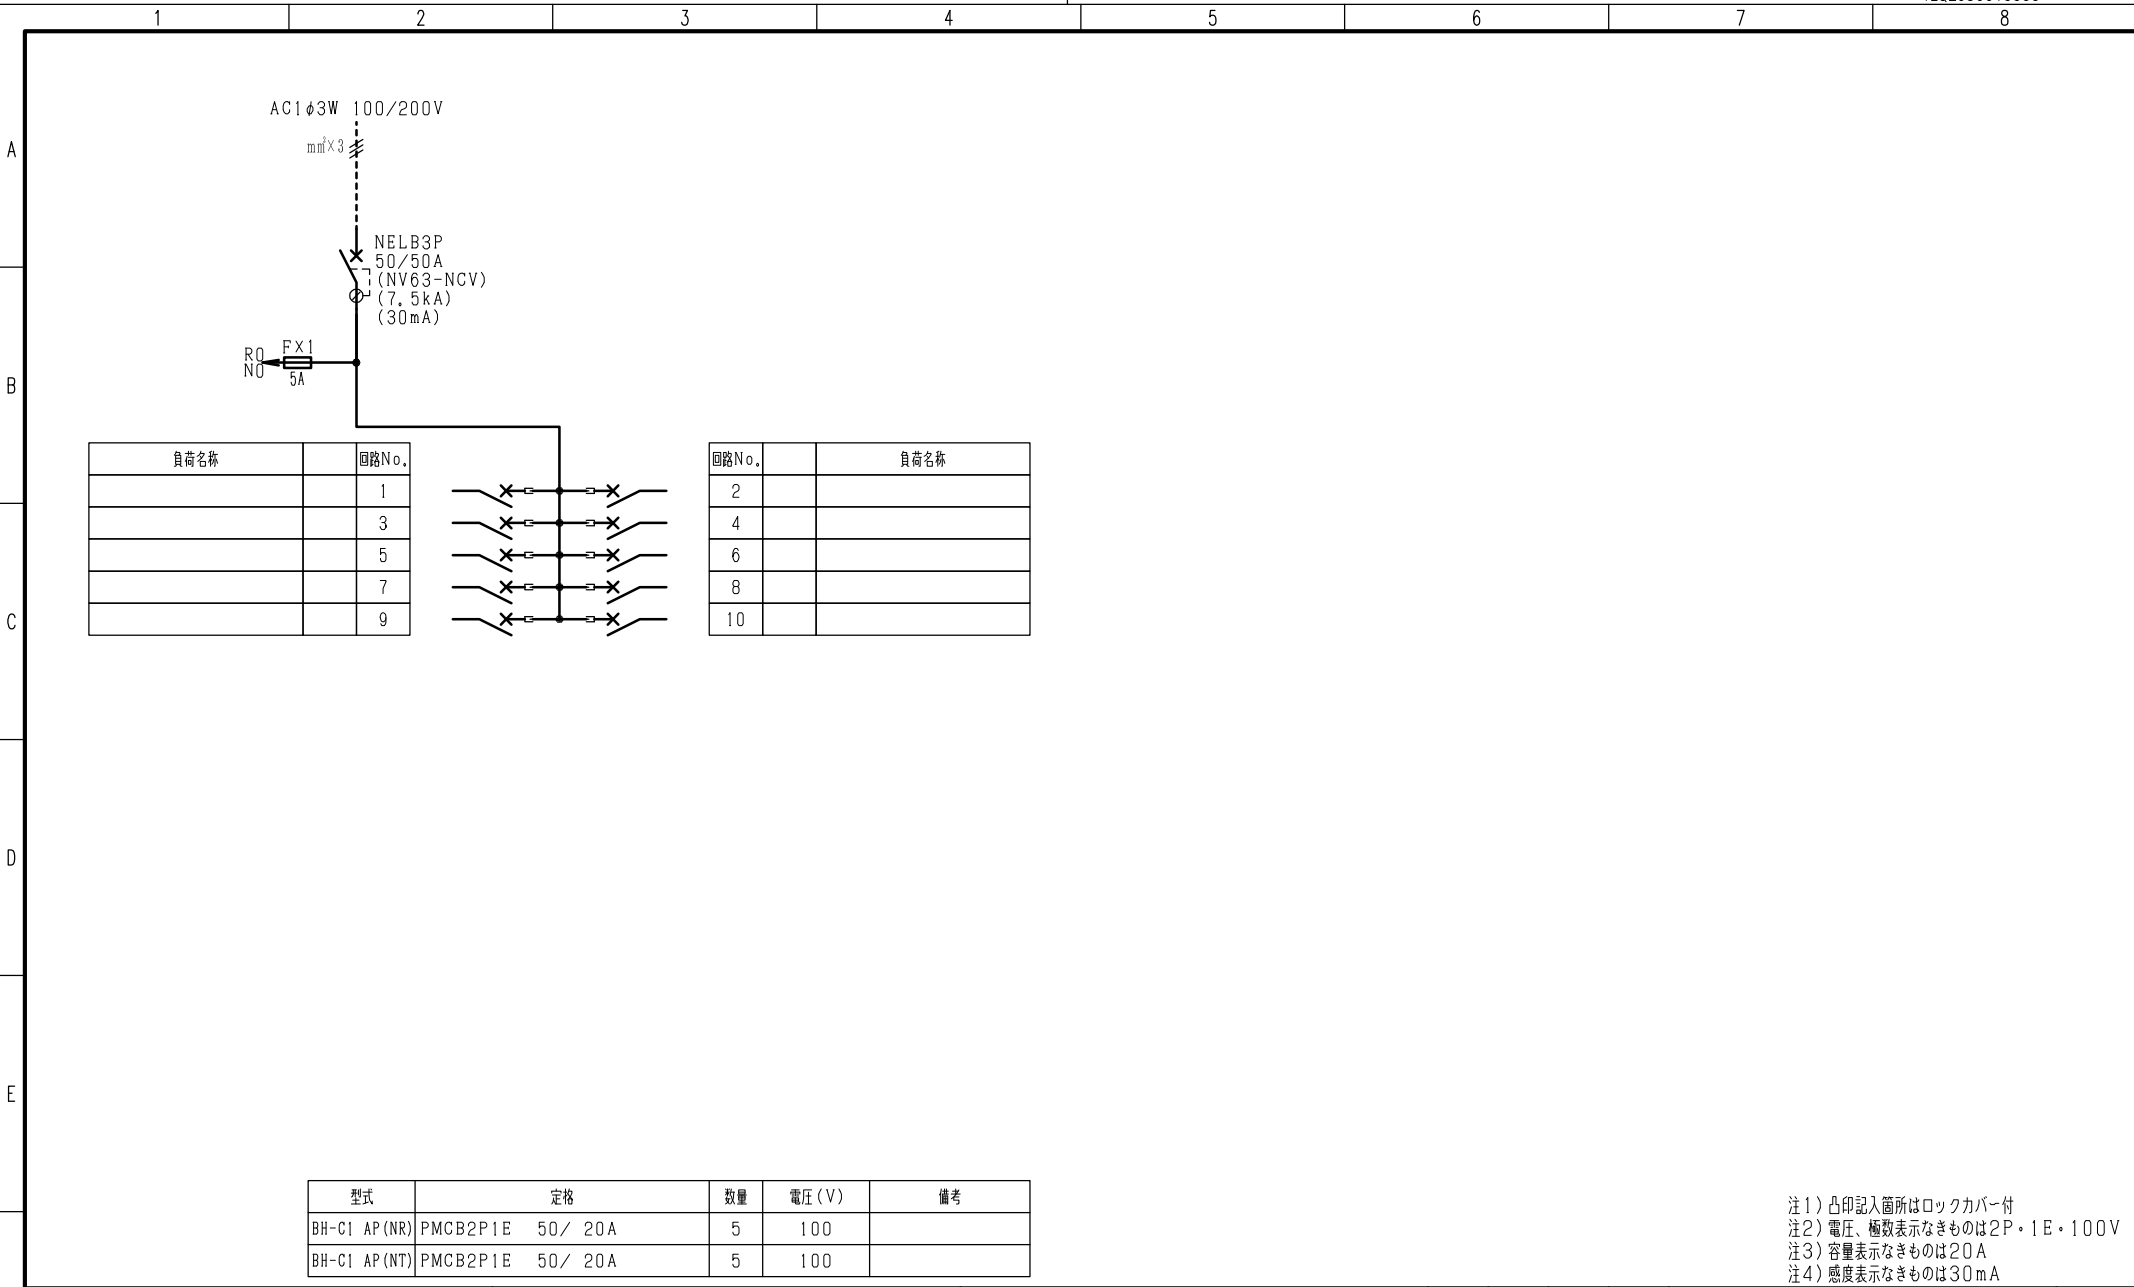 1 2 3 4 5 6 7 8
A
B
C
D
E
AC1φ3W 100/200V
mm²×3
NELB3P
50/50A
(NV63-NCV)
(7.5kA)
(30mA)
R0
N0
F×1
5A
負荷名称 回路No.
1
3
5
7
9
回路No. 負荷名称
2
4
6
8
10
型式 定格 数量 電圧(V) 備考
BH-C1 AP(NR) PMCB2P1E 50/ 20A 5 100
BH-C1 AP(NT) PMCB2P1E 50/ 20A 5 100
注1)凸印記入箇所はロックカバー付
注2)電圧、極数表示なきものは2P・1E・100V
注3)容量表示なきものは20A
注4)感度表示なきものは30mA